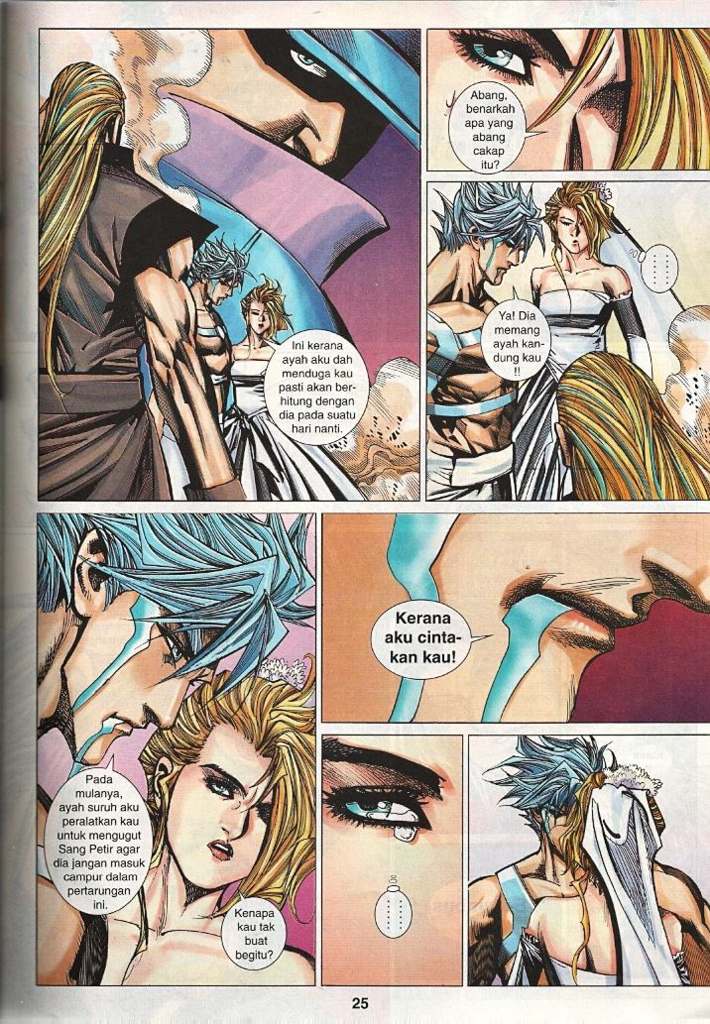 Ini kerana
ayah aku dah
menduga kau
pasti akan ber-
hitung dengan
dia pada suatu
hari nanti.
Abang,
benarkah
apa yang
abang
cakap
itu?
Ya! Dia
memang
ayah kan-
dung kau
!!
Pada
mulanya,
ayah suruh aku
peralatkan kau
untuk mengugut
Sang Petir agar
dia jangan masuk
campur dalam
pertarungan
ini.
Kenapa
kau tak
buat
begitu?
Kerana
aku cinta-
kan kau!
25